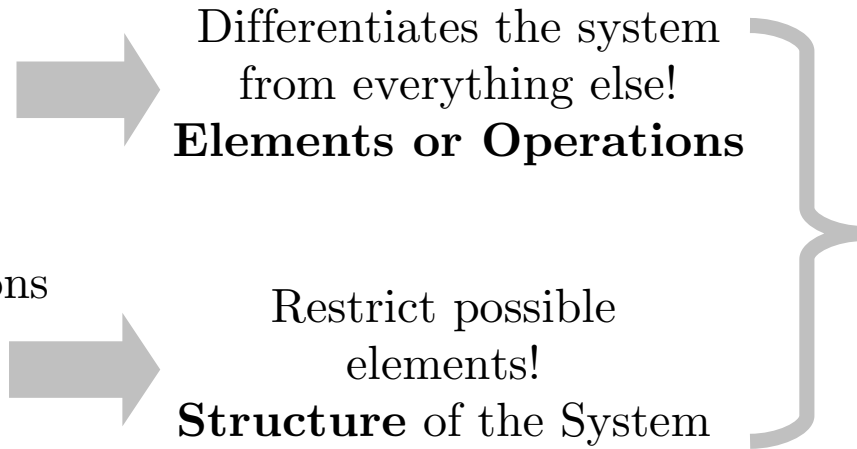 Differentiates the system
from everything else!
Elements or Operations
Restrict possible
elements!
Structure of the System